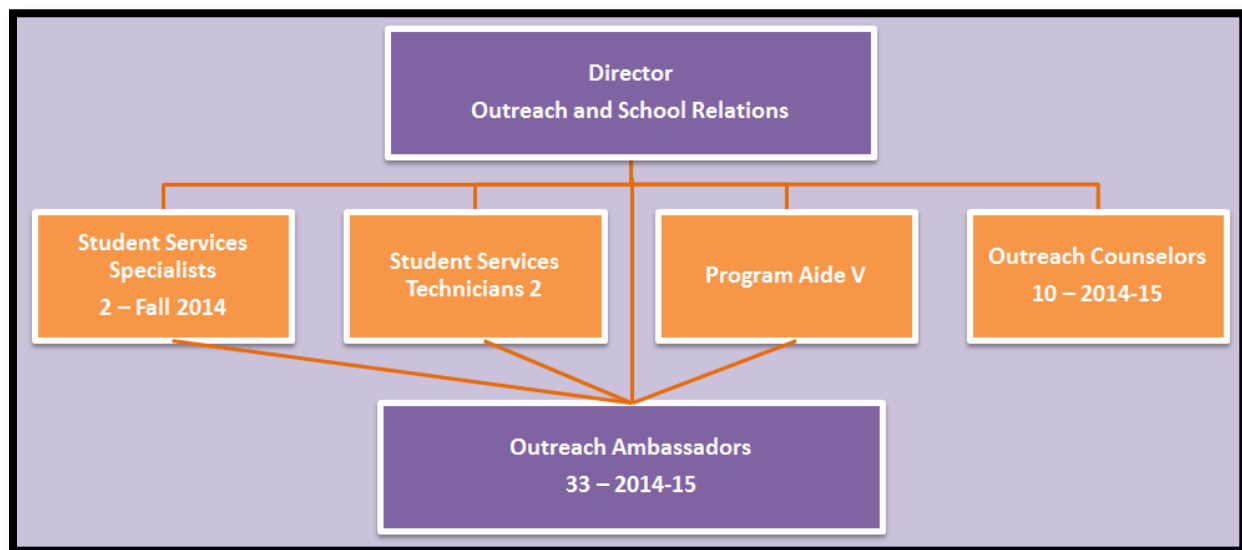 Director
Outreach and School Relations
Student Services
Specialists
2 – Fall 2014
Student Services
Technicians 2
Program Aide V
Outreach Counselors
10 – 2014-15
Outreach Ambassadors
33 – 2014-15